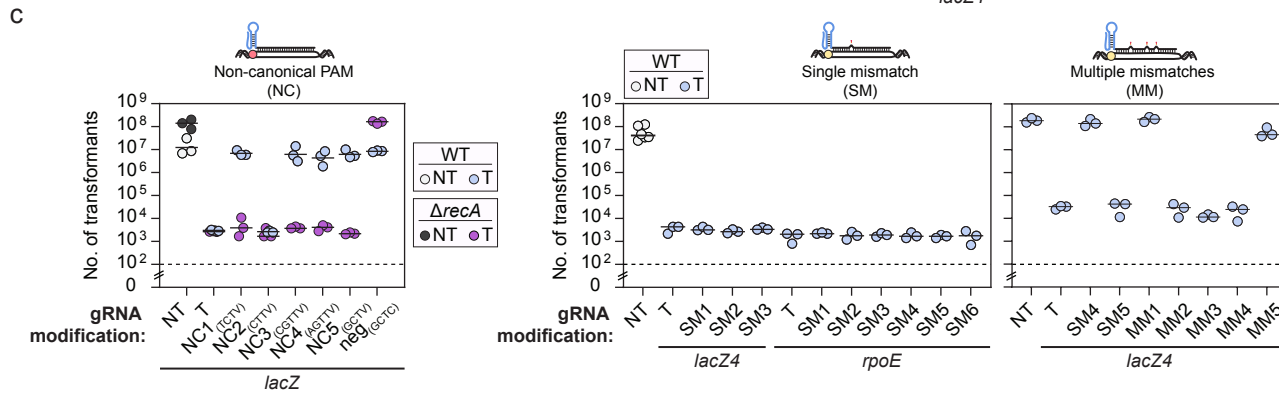 lacZ4
c
Non-canonical PAM
(NC)
No. of transformants
10⁹
10⁸
10⁷
10⁶
10⁵
10⁴
10³
10²
0
gRNA
modification:
NT
T
NC1 (TCTTV)
NC2 (CTTV)
NC3 (CGTTV)
NC4 (AGTTV)
NC5 (GCTV)
neg (GCTC)
lacZ
WT
NT T
ΔrecA
NT T
WT
NT T
Single mismatch
(SM)
No. of transformants
10⁹
10⁸
10⁷
10⁶
10⁵
10⁴
10³
10²
0
gRNA
modification:
NT
T
SM1
SM2
SM3
T
SM1
SM2
SM3
SM4
SM5
SM6
lacZ4
rpoE
Multiple mismatches
(MM)
NT
T
SM4
SM5
MM1
MM2
MM3
MM4
MM5
lacZ4